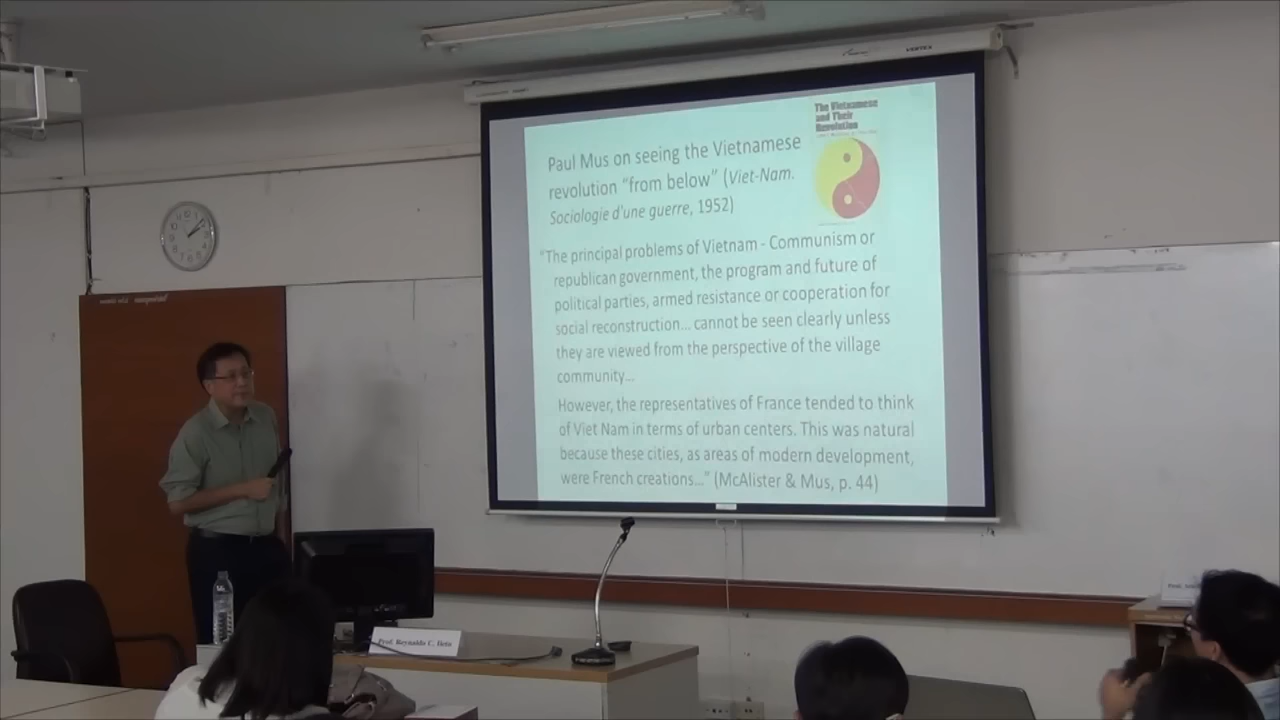 The Vietnamese
and Their
Revolution
Paul Mus on seeing the Vietnamese
revolution “from below” (Viet-Nam.
Sociologie d'une guerre, 1952)
“The principal problems of Vietnam - Communism or
republican government, the program and future of
political parties, armed resistance or cooperation for
social reconstruction... cannot be seen clearly unless
they are viewed from the perspective of the village
community...
However, the representatives of France tended to think
of Viet Nam in terms of urban centers. This was natural
because these cities, as areas of modern development,
were French creations...” (McAlister & Mus, p. 44)
VERTEX
Prof. Reynaldo C. Ileto